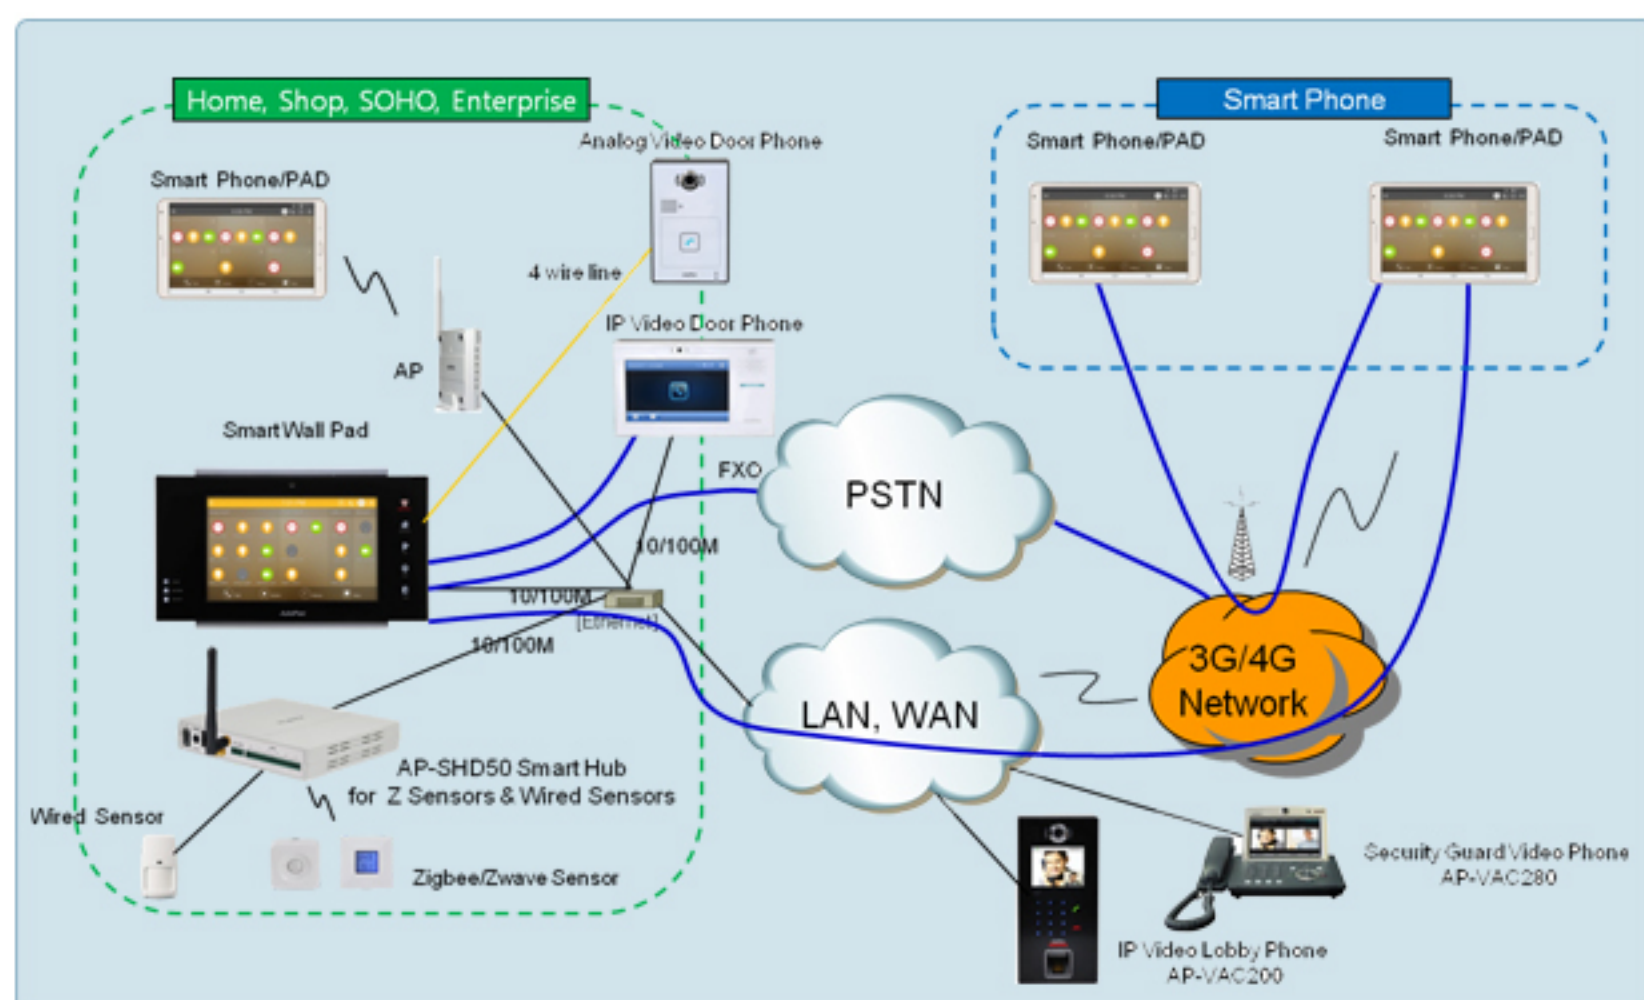 Home, Shop, SOHO, Enterprise
Smart Phone
Analog Video Door Phone
Smart Phone/PAD
Smart Phone/PAD
Smart Phone/PAD
4 wire line
IP Video Door Phone
AP
Smart Wall Pad
FXO
PSTN
10/100M
10/100M
[Ethernet]
10/100M
3G/4G
Network
LAN, WAN
AP-SHD50 Smart Hub
for Z Sensors & Wired Sensors
Wired Sensor
Zigbee/Zwave Sensor
Security Guard Video Phone
AP-VAC280
IP Video Lobby Phone
AP-VAC200